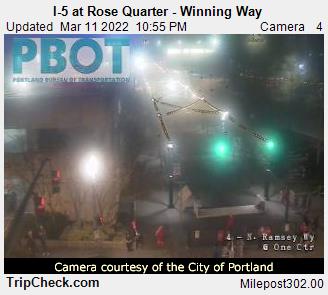 I-5 at Rose Quarter - Winning Way
Updated Mar 11 2022 10:55 PM Camera 4
PBOT
PORTLAND BUREAU OF TRANSPORTATION
4 - N. Ramsey Wy
@ One Ctr
Camera courtesy of the City of Portland
TripCheck.com Milepost302.00